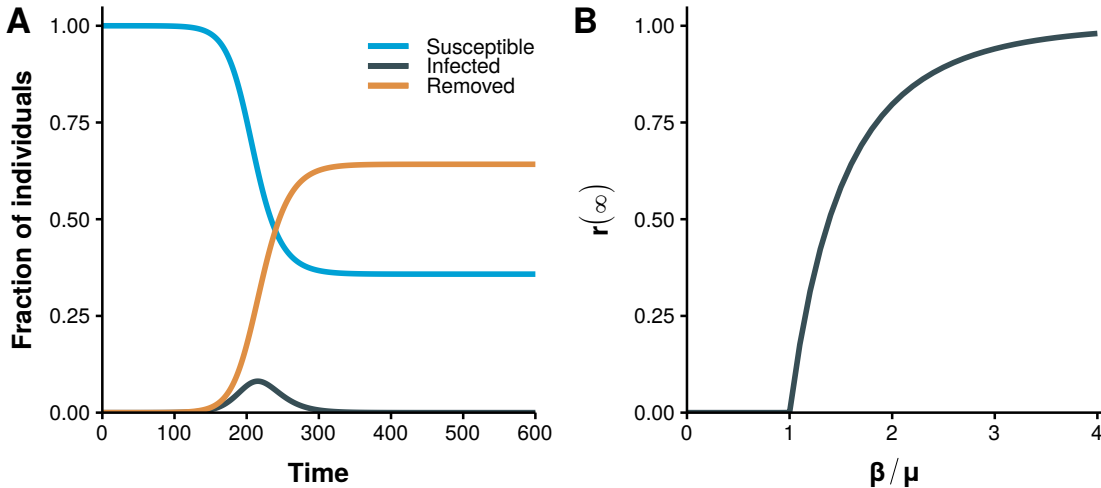 A
Fraction of individuals
1.00
0.75
0.50
0.25
0.00
Susceptible
Infected
Removed
0 100 200 300 400 500 600
Time
B
r(∞)
1.00
0.75
0.50
0.25
0.00
0 1 2 3 4
β/μ